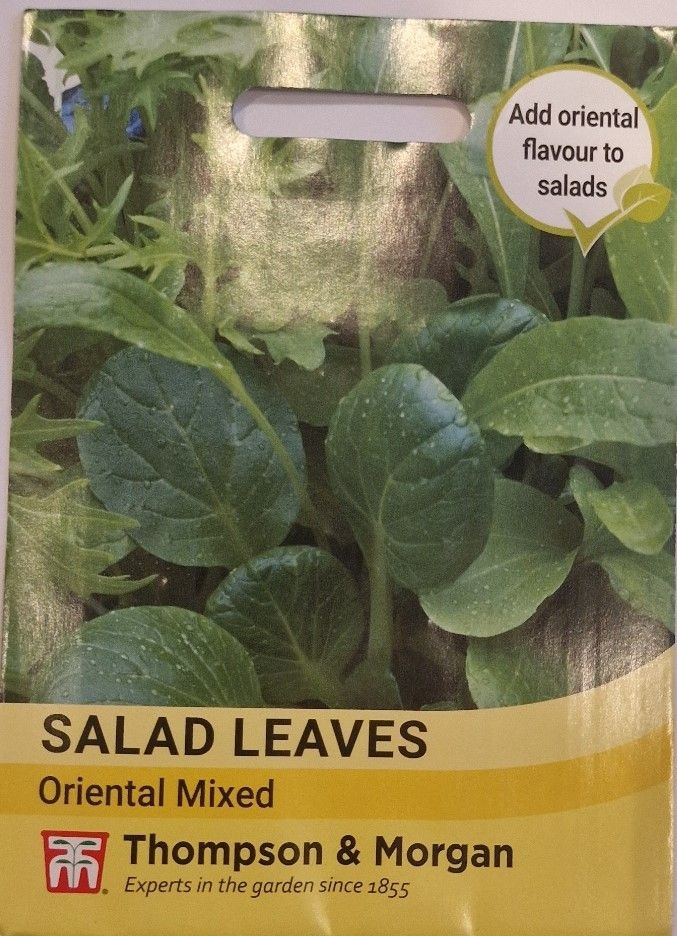 Add oriental
flavour to
salads
SALAD LEAVES
Oriental Mixed
Thompson & Morgan
Experts in the garden since 1855